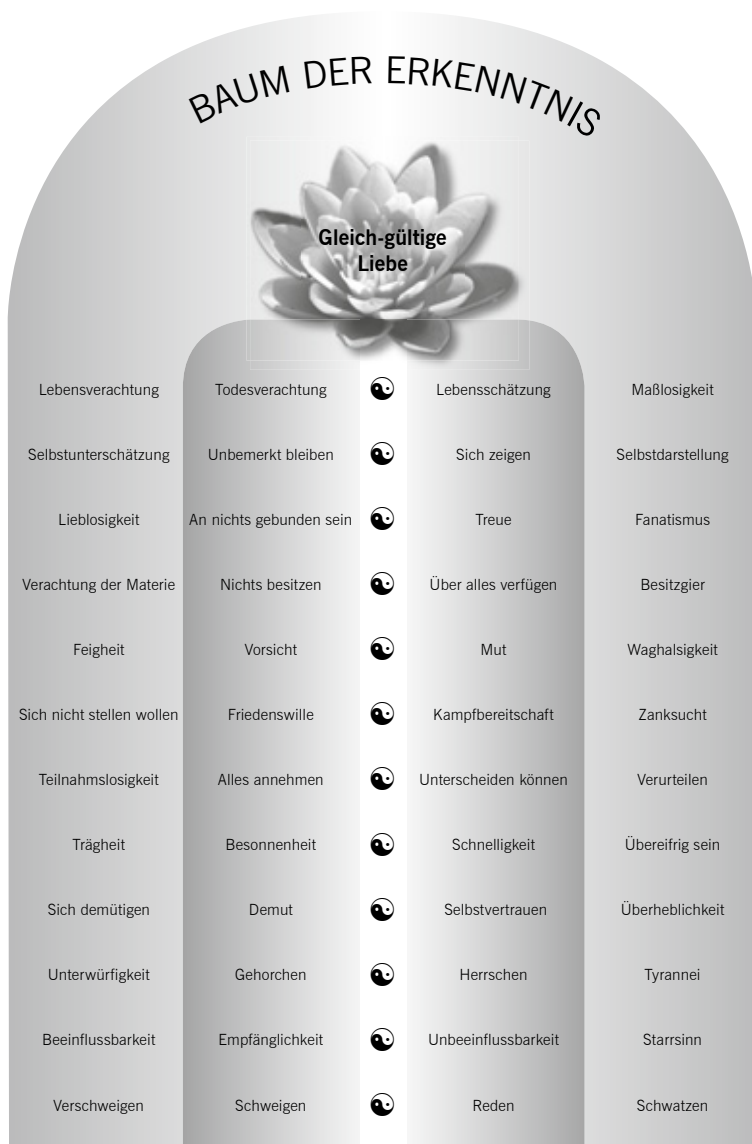 BAUM DER ERKENNTNIS
Gleich-gültige
Liebe
Lebensverachtung Todesverachtung Lebensschätzung Maßlosigkeit
Selbstunterschätzung Unbemerkt bleiben Sich zeigen Selbstdarstellung
Lieblosigkeit An nichts gebunden sein Treue Fanatismus
Verachtung der Materie Nichts besitzen Über alles verfügen Besitzgier
Feigheit Vorsicht Mut Waghalsigkeit
Sich nicht stellen wollen Friedenswille Kampfbereitschaft Zanksucht
Teilnahmslosigkeit Alles annehmen Unterscheiden können Verurteilen
Trägheit Besonnenheit Schnelligkeit Übereifrig sein
Sich demütigen Demut Selbstvertrauen Überheblichkeit
Unterwürfigkeit Gehorchen Herrschen Tyrannei
Beeinflussbarkeit Empfänglichkeit Unbeeinflussbarkeit Starrsinn
Verschweigen Schweigen Reden Schwatzen